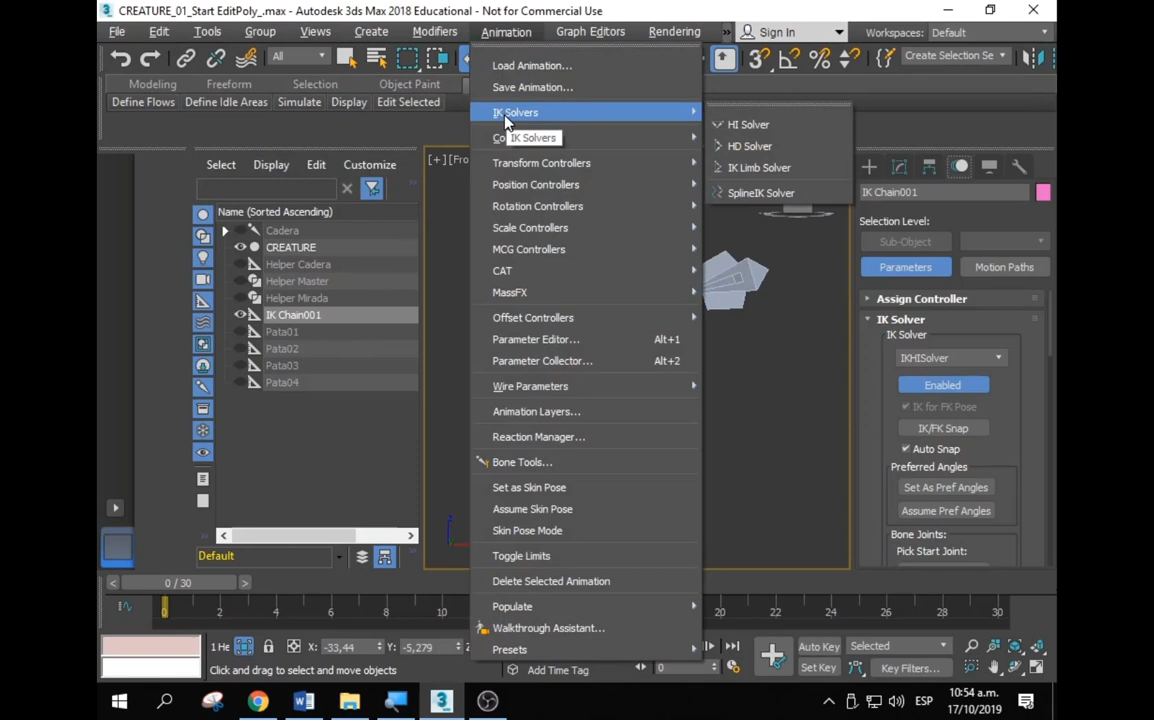 CREATURE_01_Start EditPoly_.max - Autodesk 3ds Max 2018 Educational - Not for Commercial Use
File Edit Tools Group Views Create Modifiers Animation Graph Editors Rendering » Sign In Workspaces: Default
All Create Selection Se
Modeling Freeform Selection Object Paint
Define Flows Define Idle Areas Simulate Display Edit Selected
Load Animation...
Save Animation...
IK Solvers
IK Solvers
Transform Controllers
Position Controllers
Rotation Controllers
Scale Controllers
MCG Controllers
CAT
MassFX
Offset Controllers
Parameter Editor... Alt+1
Parameter Collector... Alt+2
Wire Parameters
Animation Layers...
Reaction Manager...
Bone Tools...
Set as Skin Pose
Assume Skin Pose
Skin Pose Mode
Toggle Limits
Delete Selected Animation
Populate
Walkthrough Assistant...
Presets
HI Solver
HD Solver
IK Limb Solver
SplineIK Solver
Select Display Edit Customize
Name (Sorted Ascending)
Cadera
CREATURE
Helper Cadera
Helper Master
Helper Mirada
IK Chain001
Pata01
Pata02
Pata03
Pata04
Default
[+][Fro
IK Chain001
Selection Level:
Sub-Object
Parameters Motion Paths
Assign Controller
IK Solver
IK Solver
IKHISolver
Enabled
IK for FK Pose
IK/FK Snap
Auto Snap
Preferred Angles
Set As Pref Angles
Assume Pref Angles
Bone Joints:
Pick Start Joint:
< 0 / 30 >
0 2 4 6 8 10 20 22 24 26 28 30
1 He X: -33,44 Y: -5,279 Auto Key Selected
Click and drag to select and move objects Add Time Tag 0 Set Key Key Filters...
ESP 10:54 a.m.
17/10/2019